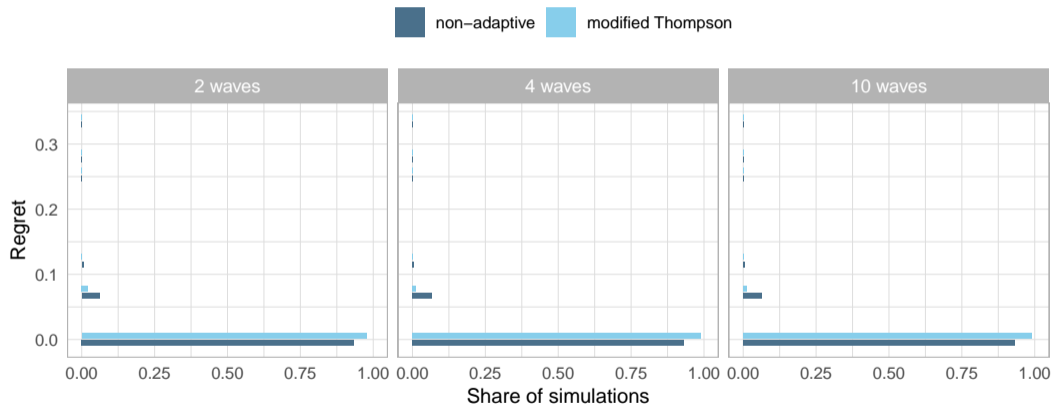 non−adaptive modified Thompson
2 waves 4 waves 10 waves
0.3
0.2
0.1
0.0
Regret
0.00 0.25 0.50 0.75 1.00 0.00 0.25 0.50 0.75 1.00 0.00 0.25 0.50 0.75 1.00
Share of simulations